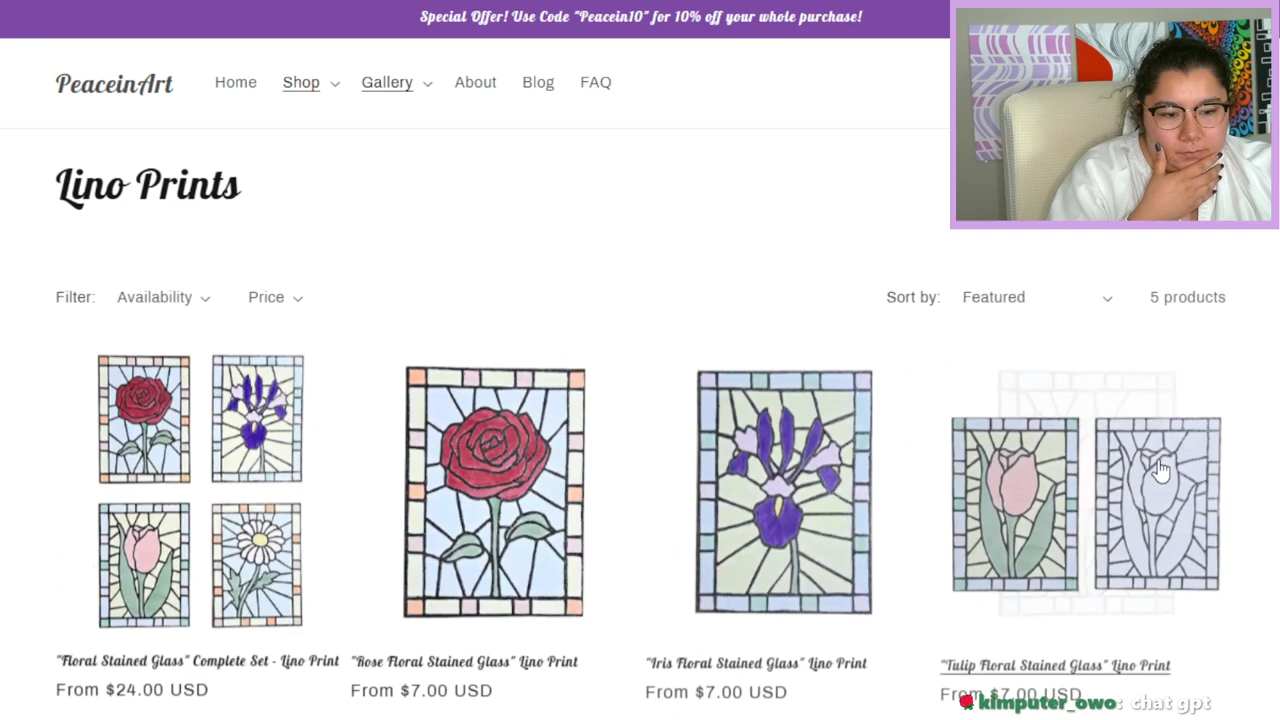 Special Offer! Use Code "Peacein10" for 10% off your whole purchase!
PeaceinArt
Home
Shop
Gallery
About
Blog
FAQ
Lino Prints
Filter:
Availability
Price
Sort by:
Featured
5 products
"Floral Stained Glass" Complete Set - Lino Print
"Rose Floral Stained Glass" Lino Print
"Iris Floral Stained Glass" Lino Print
"Tulip Floral Stained Glass" Lino Print
From $24.00 USD
From $7.00 USD
From $7.00 USD
From $7.00 USD
kimputer_owo: chat gpt